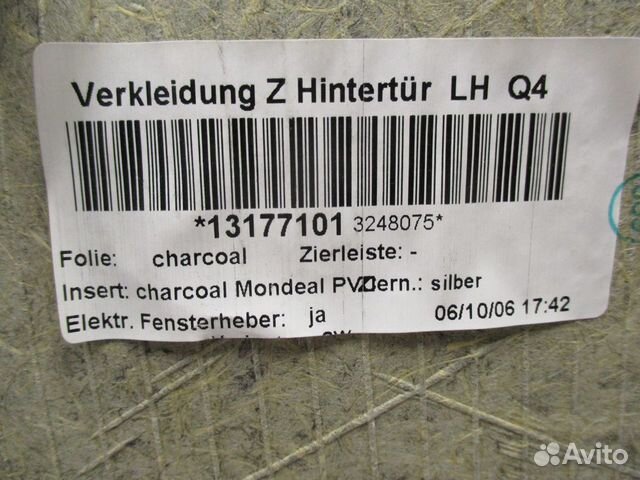 Verkleidung Z Hintertür LH Q4
*13177101 3248075*
Folie: charcoal Zierleiste: -
Insert: charcoal Mondeal PVC silber
Elektr. Fensterheber: ja 06/10/06 17:42
Avito